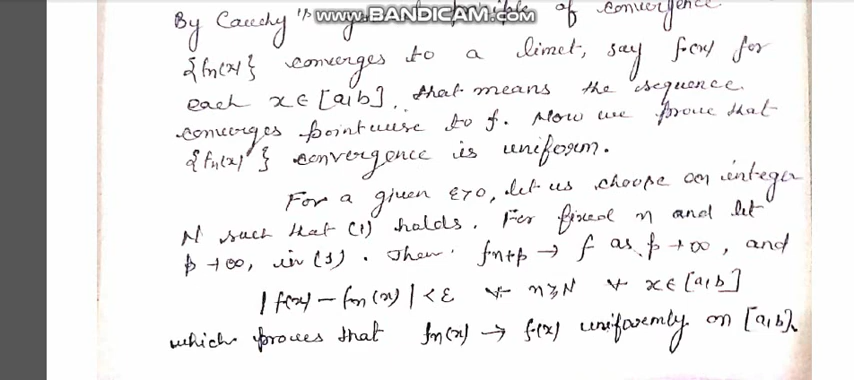 WWW.BANDICAM.COM
By Cauchy's of convergence
{fn(x)} converges to a limet, say f(x) for
each x ∈ [a,b]. that means the sequence
converges pointwise to f. Now we prove that
{fn(x)} convergence is uniform.
For a given ε>0, let us choose an integer
N such that (1) holds. For fixed n and let
p → ∞, in (1). Then fn+p → f as p → ∞, and
|f(x) - fn(x)| < ε ∀ n ≥ N ∀ x ∈ [a,b]
which proves that fn(x) → f(x) uniformly on [a,b]